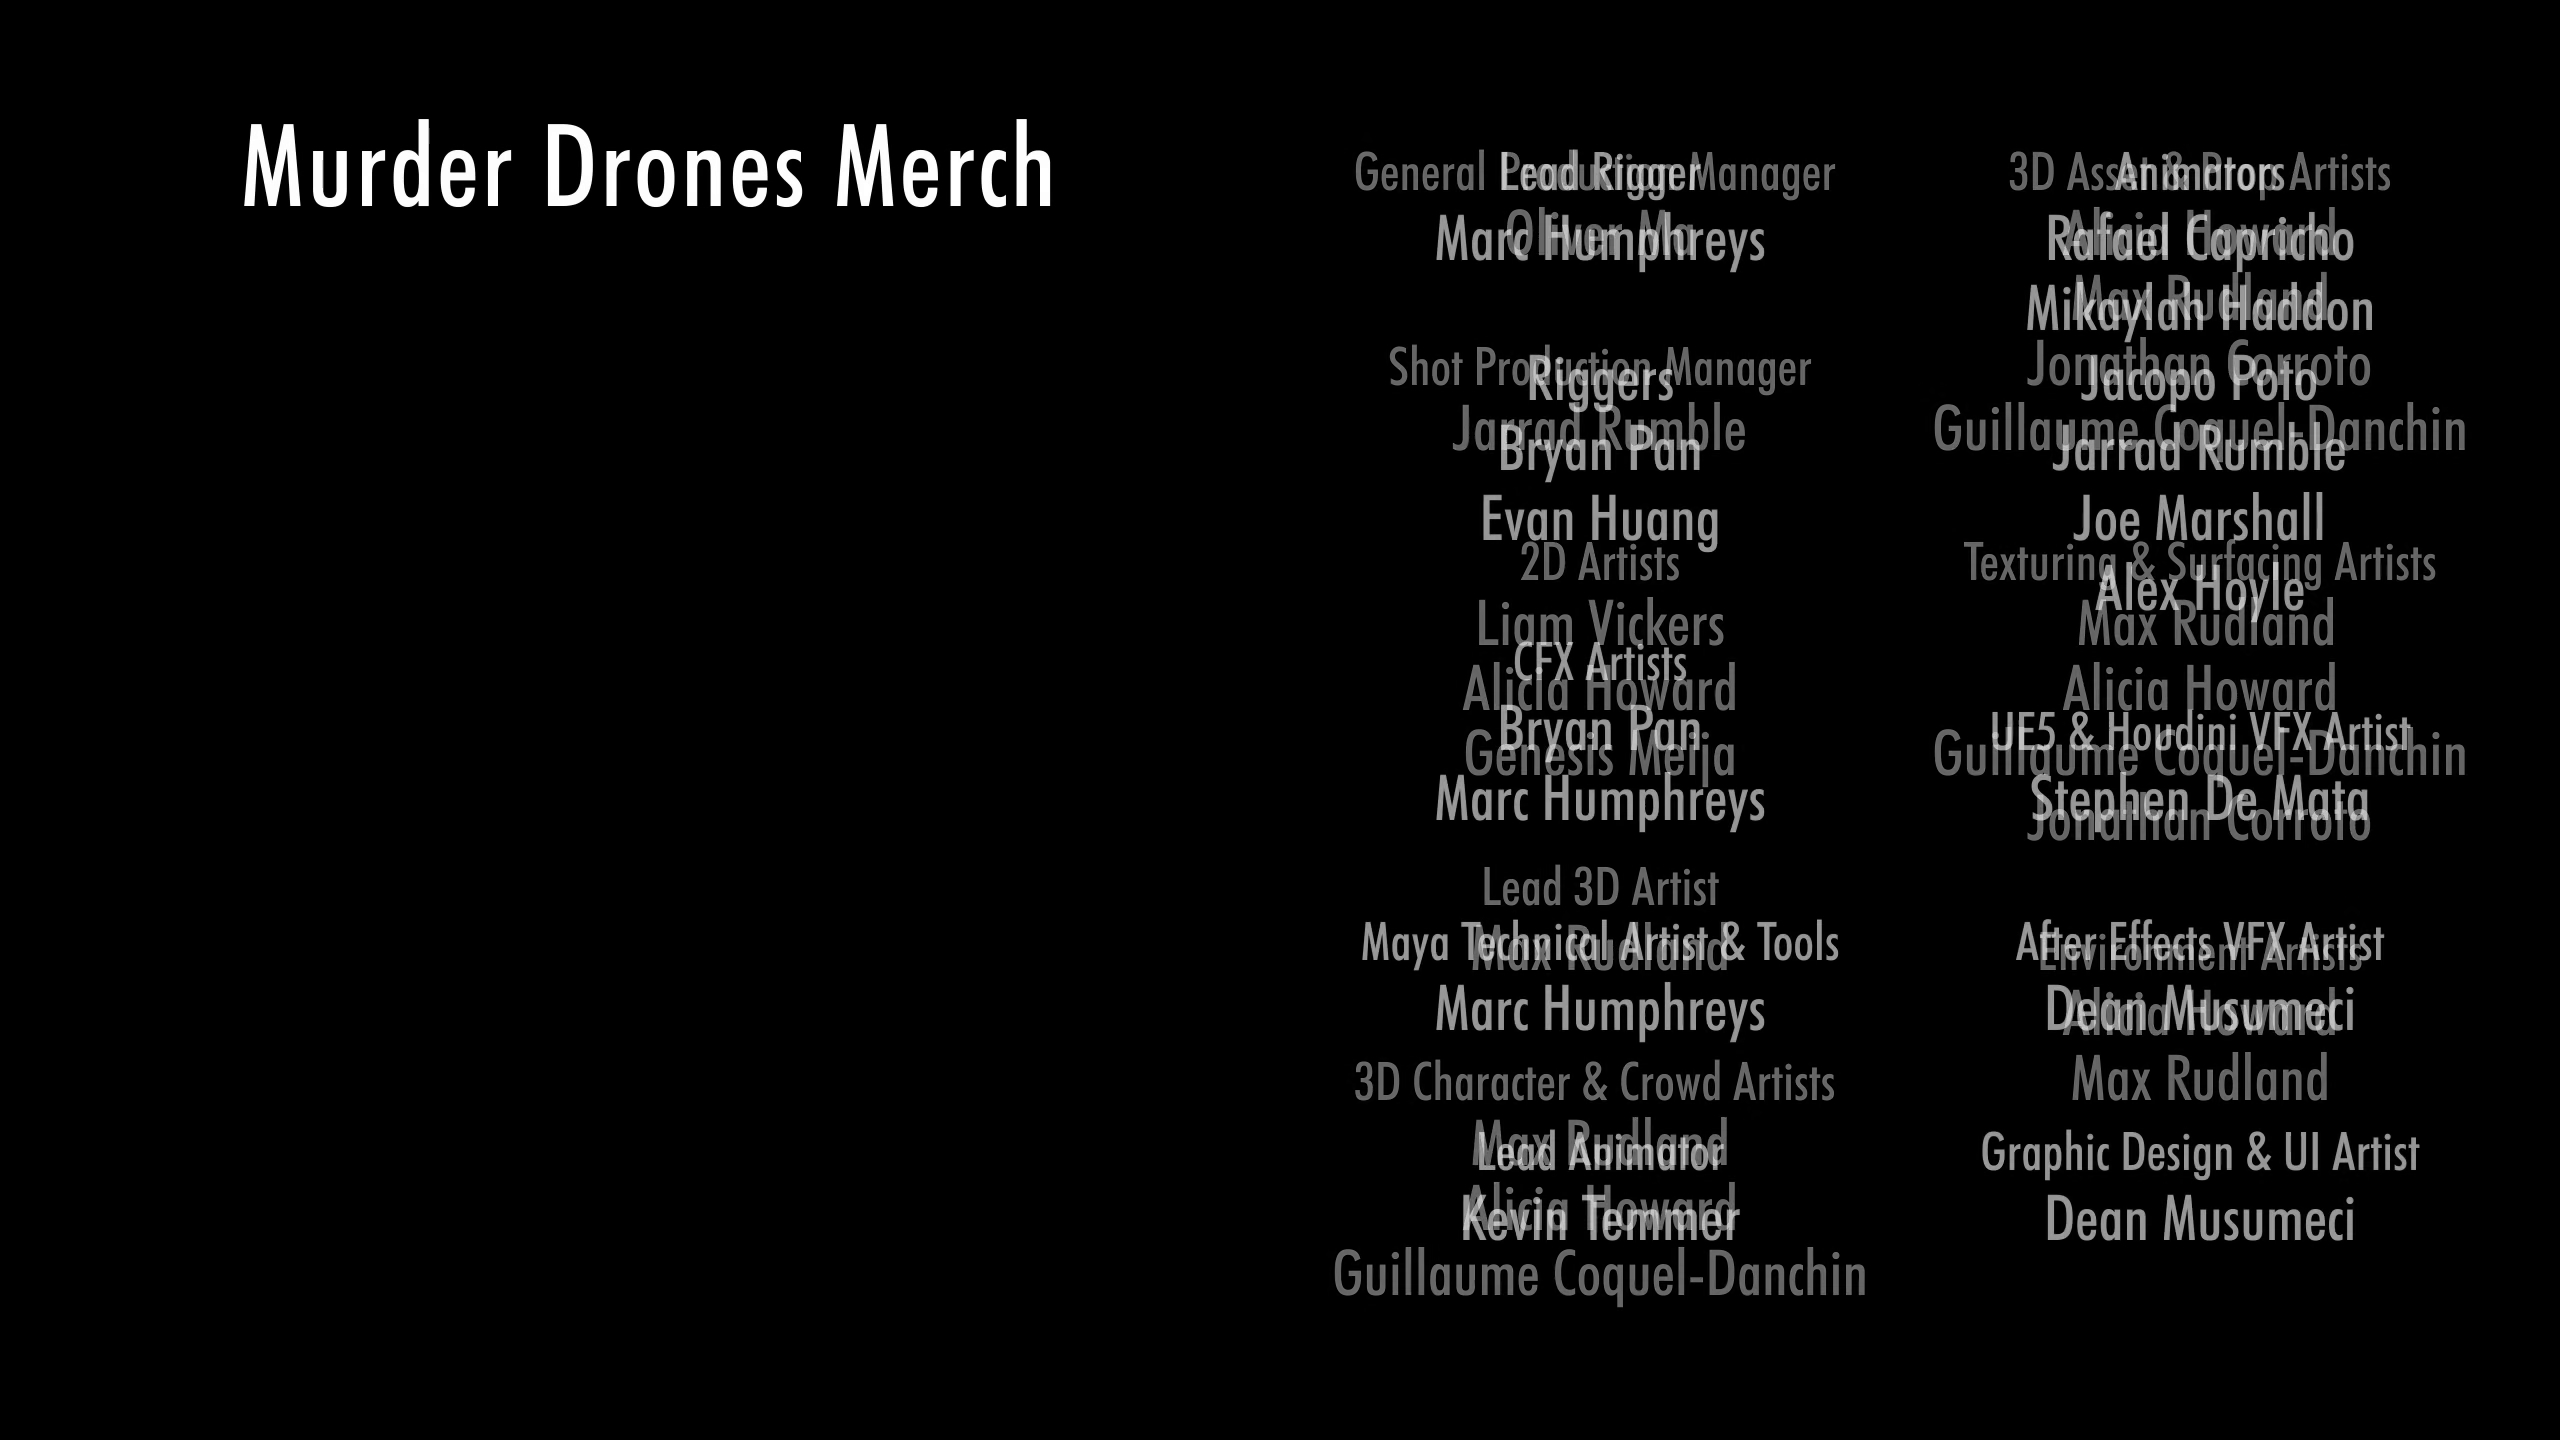 Murder Drones Merch
General Production Manager
Oliver Ma
Shot Production Manager
Jarrad Rumble
2D Artists
Liam Vickers
Alicia Howard
Genesis Meija
Lead 3D Artist
Max Rudland
3D Character & Crowd Artists
Max Rudland
Alicia Howard
Guillaume Coquel-Danchin
3D Asset & Prop Artists
Alicia Howard
Max Rudland
Jonathan Corroto
Guillaume Coquel-Danchin
Texturing & Surfacing Artists
Max Rudland
Alicia Howard
Guillaume Coquel-Danchin
Jonathan Corroto
Environment Artists
Alicia Howard
Max Rudland
Lead Rigger
Marc Humphreys
Riggers
Bryan Pan
Evan Huang
CFX Artists
Bryan Pan
Marc Humphreys
Maya Technical Artist & Tools
Marc Humphreys
Lead Animator
Kevin Temmer
Animators
Rafael Capricho
Mikaylah Haddon
Jacopo Poto
Jarrad Rumble
Joe Marshall
Alex Hoyle
UE5 & Houdini VFX Artist
Stephen De Mata
After Effects VFX Artist
Dean Musumeci
Graphic Design & UI Artist
Dean Musumeci